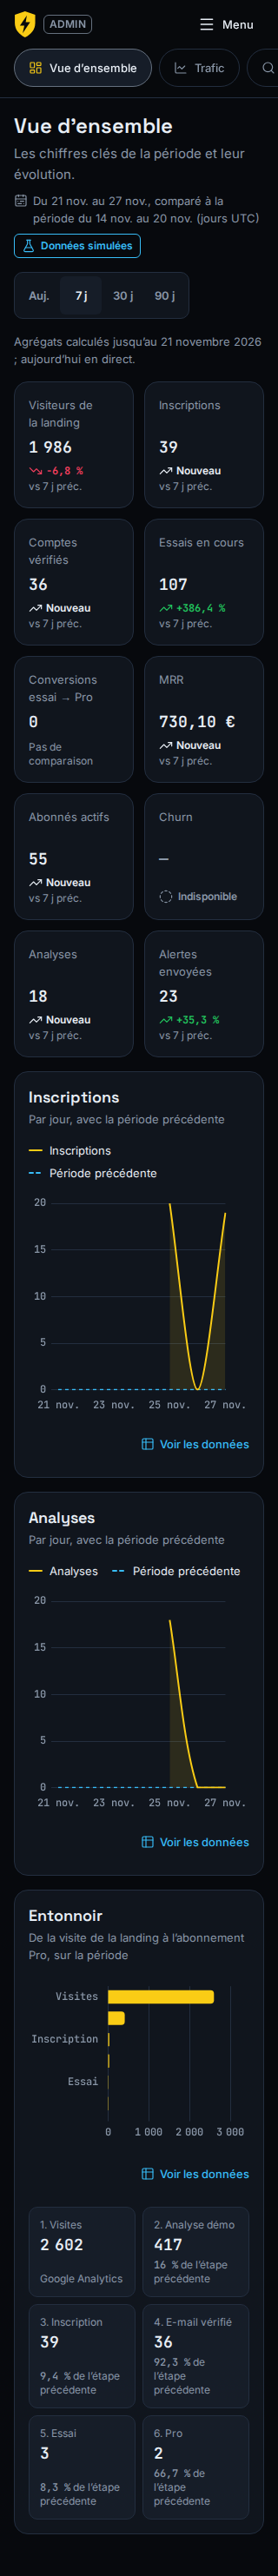 ADMIN
Menu
Vue d'ensemble
Trafic
Vue d'ensemble
Les chiffres clés de la période et leur
évolution.
Du 21 nov. au 27 nov., comparé à la
période du 14 nov. au 20 nov. (jours UTC)
Données simulées
Auj.
7 j
30 j
90 j
Agrégats calculés jusqu'au 21 novembre 2026
; aujourd'hui en direct.
Visiteurs de
la landing
1 986
-6,8 %
vs 7 j préc.
Inscriptions
39
Nouveau
vs 7 j préc.
Comptes
vérifiés
36
Nouveau
vs 7 j préc.
Essais en cours
107
+386,4 %
vs 7 j préc.
Conversions
essai → Pro
0
Pas de
comparaison
MRR
730,10 €
Nouveau
vs 7 j préc.
Abonnés actifs
55
Nouveau
vs 7 j préc.
Churn
—
Indisponible
Analyses
18
Nouveau
vs 7 j préc.
Alertes
envoyées
23
+35,3 %
vs 7 j préc.
Inscriptions
Par jour, avec la période précédente
Inscriptions
Période précédente
20
15
10
5
0
21 nov.
23 nov.
25 nov.
27 nov.
Voir les données
Analyses
Par jour, avec la période précédente
Analyses
Période précédente
20
15
10
5
0
21 nov.
23 nov.
25 nov.
27 nov.
Voir les données
Entonnoir
De la visite de la landing à l'abonnement
Pro, sur la période
Visites
Inscription
Essai
0
1 000
2 000
3 000
Voir les données
1. Visites
2 602
Google Analytics
2. Analyse démo
417
16 % de l'étape
précédente
3. Inscription
39
9,4 % de l'étape
précédente
4. E-mail vérifié
36
92,3 % de
l'étape
précédente
5. Essai
3
8,3 % de l'étape
précédente
6. Pro
2
66,7 % de
l'étape
précédente